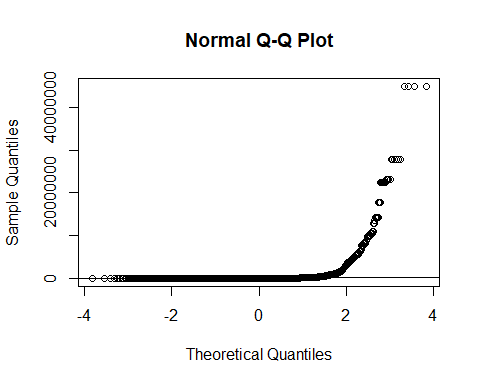 Normal Q-Q Plot
Sample Quantiles
40000000
20000000
0
-4 -2 0 2 4
Theoretical Quantiles